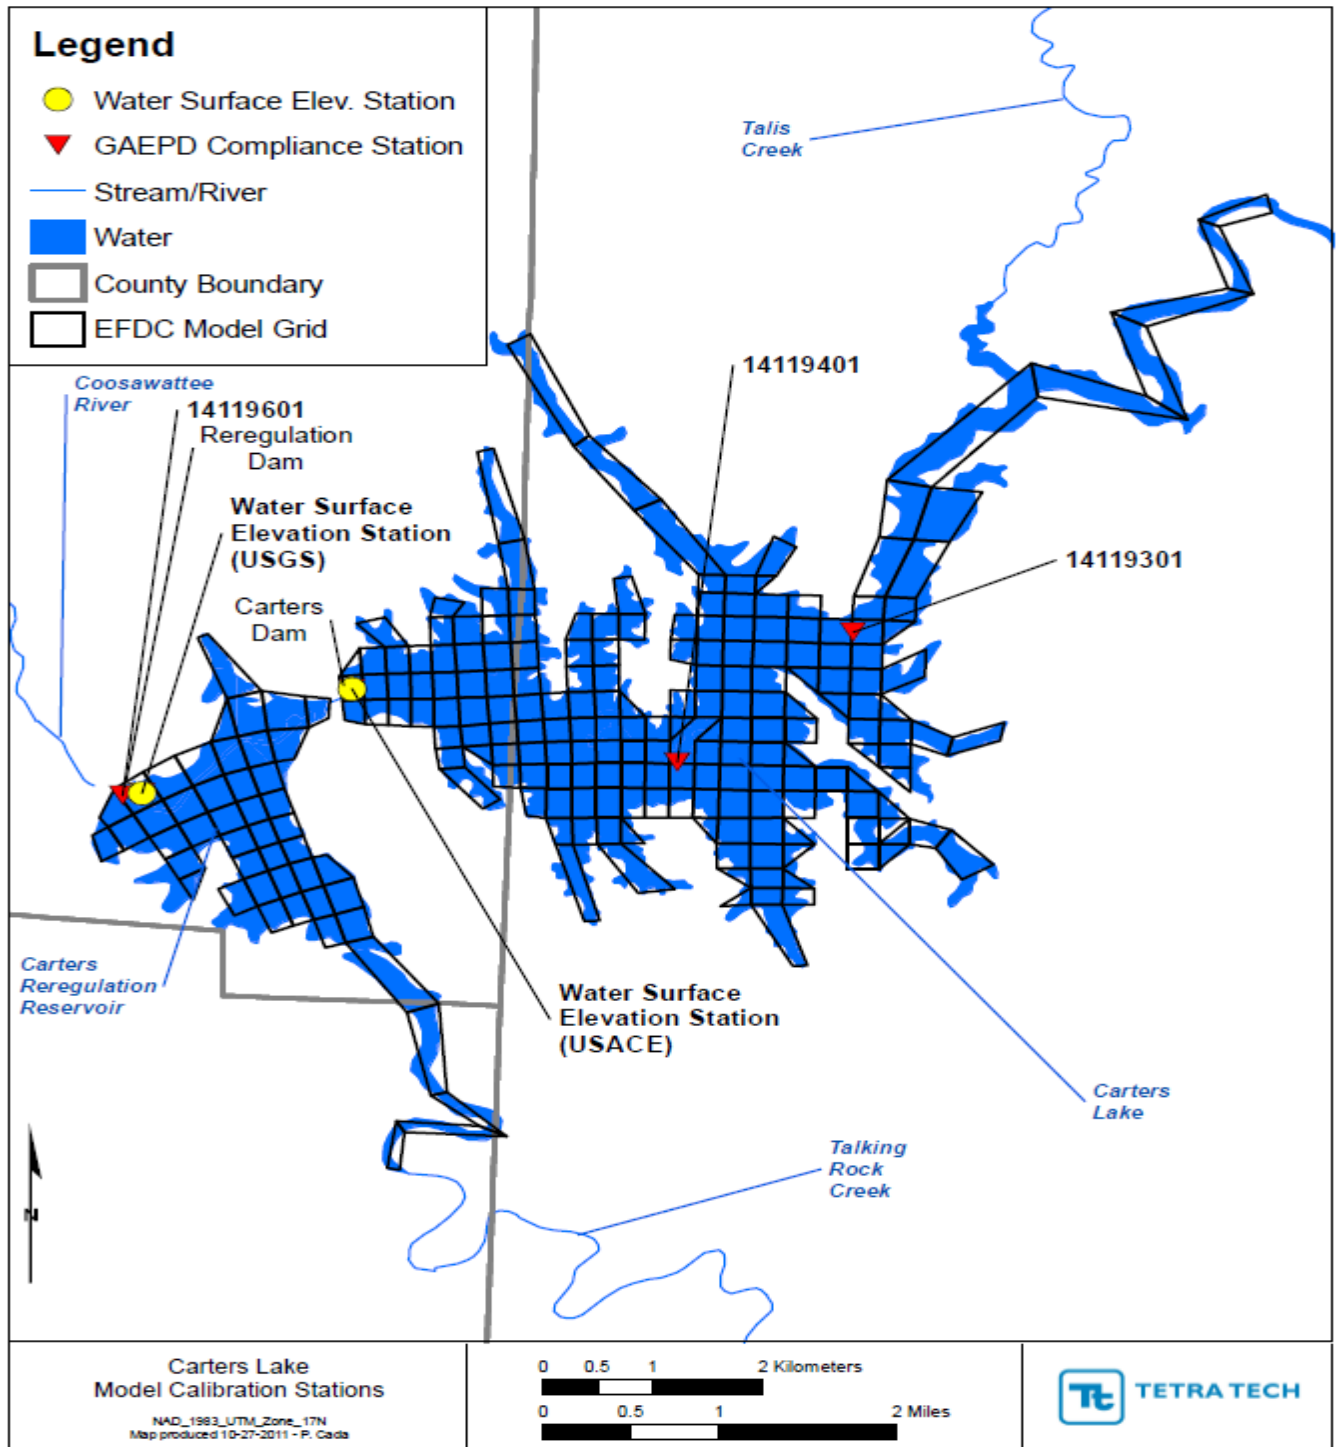 Legend
Water Surface Elev. Station
GAEPD Compliance Station
Stream/River
Water
County Boundary
EFDC Model Grid
Talis
Creek
14119401
Coosawattee
River
14119601
Reregulation
Dam
Water Surface
Elevation Station
(USGS)
14119301
Carters
Dam
Carters
Reregulation
Reservoir
Water Surface
Elevation Station
(USACE)
Carters
Lake
Talking
Rock
Creek
N
Carters Lake
Model Calibration Stations
NAD_1983_UTM_Zone_17N
Map produced 10-27-2011 - P. Cada
0 0.5 1 2 Kilometers
0 0.5 1 2 Miles
Tt TETRA TECH